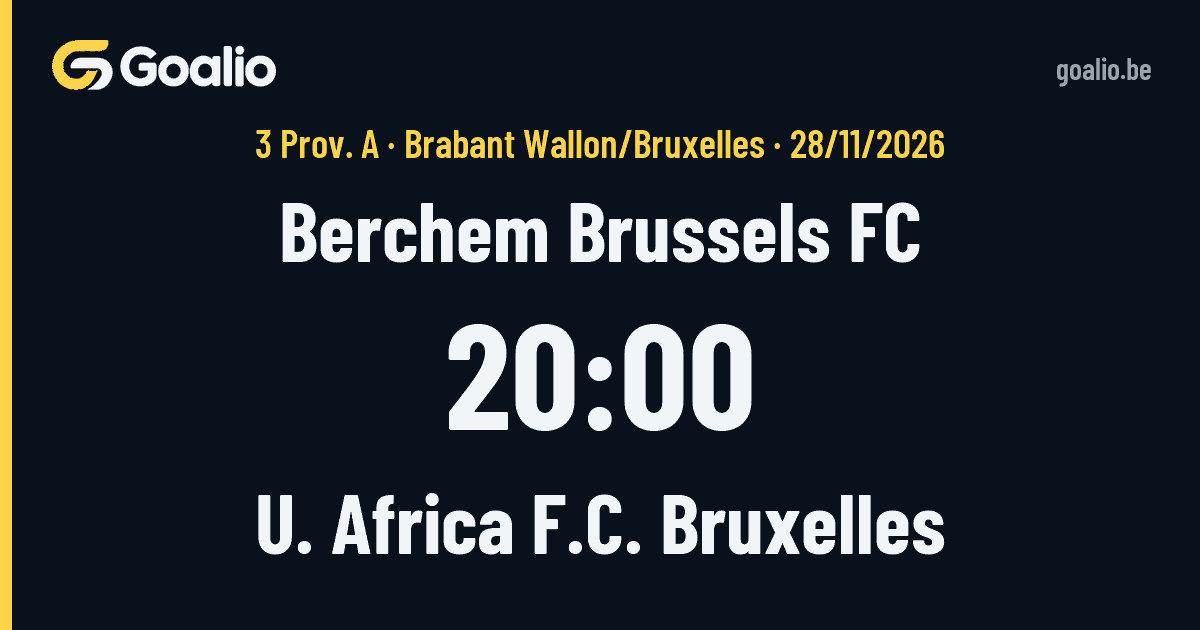 Goalio
goalio.be
3 Prov. A · Brabant Wallon/Bruxelles · 28/11/2026
Berchem Brussels FC
20:00
U. Africa F.C. Bruxelles